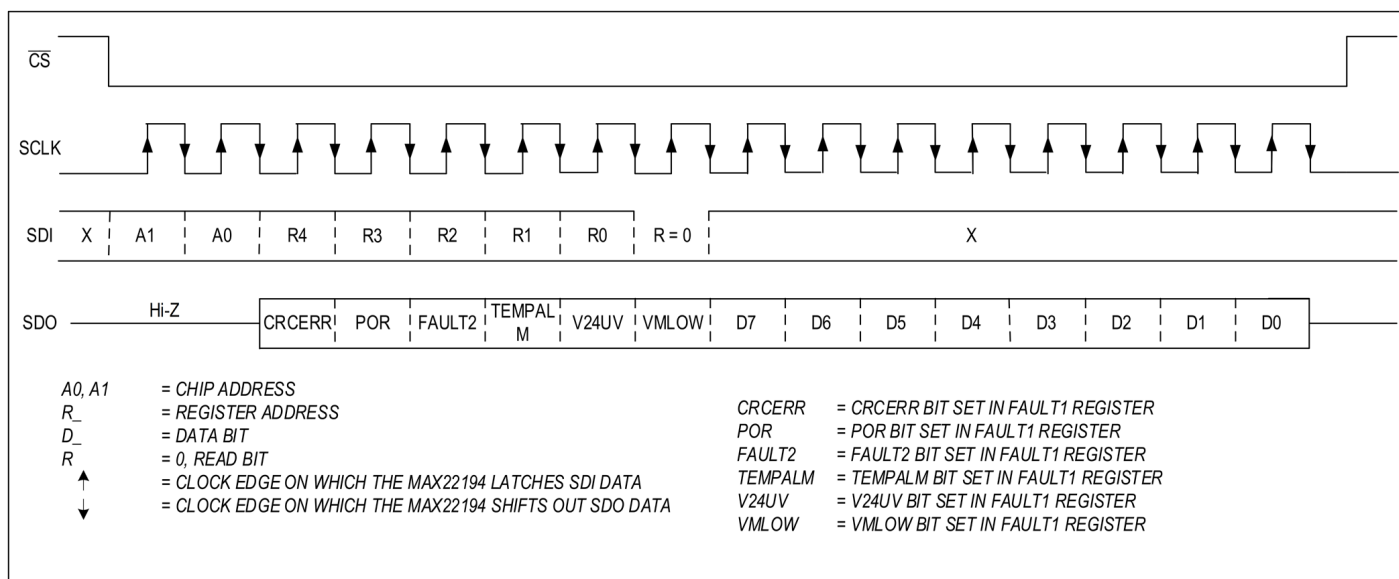 CS
SCLK
SDI X A1 A0 R4 R3 R2 R1 R0 R = 0 X
SDO Hi-Z CRCERR POR FAULT2 TEMPAL
M V24UV VMLOW D7 D6 D5 D4 D3 D2 D1 D0
A0, A1 = CHIP ADDRESS
R_ = REGISTER ADDRESS
D_ = DATA BIT
R = 0, READ BIT
= CLOCK EDGE ON WHICH THE MAX22194 LATCHES SDI DATA
= CLOCK EDGE ON WHICH THE MAX22194 SHIFTS OUT SDO DATA
CRCERR = CRCERR BIT SET IN FAULT1 REGISTER
POR = POR BIT SET IN FAULT1 REGISTER
FAULT2 = FAULT2 BIT SET IN FAULT1 REGISTER
TEMPALM = TEMPALM BIT SET IN FAULT1 REGISTER
V24UV = V24UV BIT SET IN FAULT1 REGISTER
VMLOW = VMLOW BIT SET IN FAULT1 REGISTER